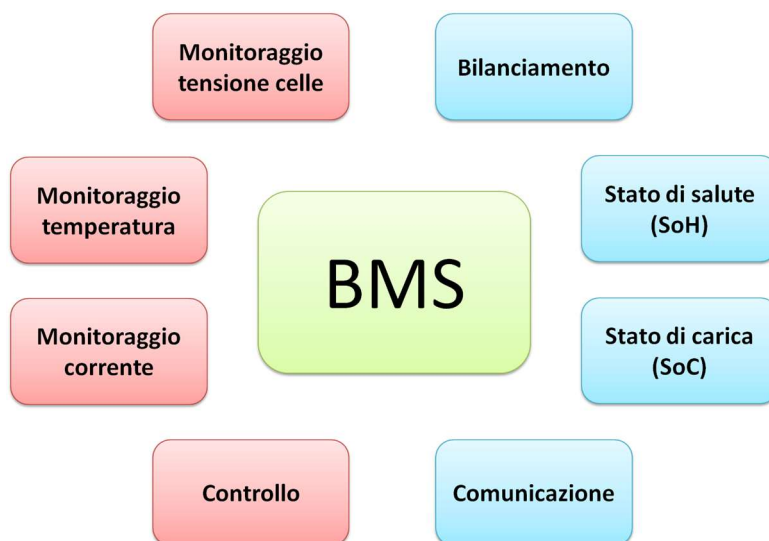 Monitoraggio
tensione celle
Bilanciamento
Monitoraggio
temperatura
Stato di salute
(SoH)
BMS
Monitoraggio
corrente
Stato di carica
(SoC)
Controllo
Comunicazione